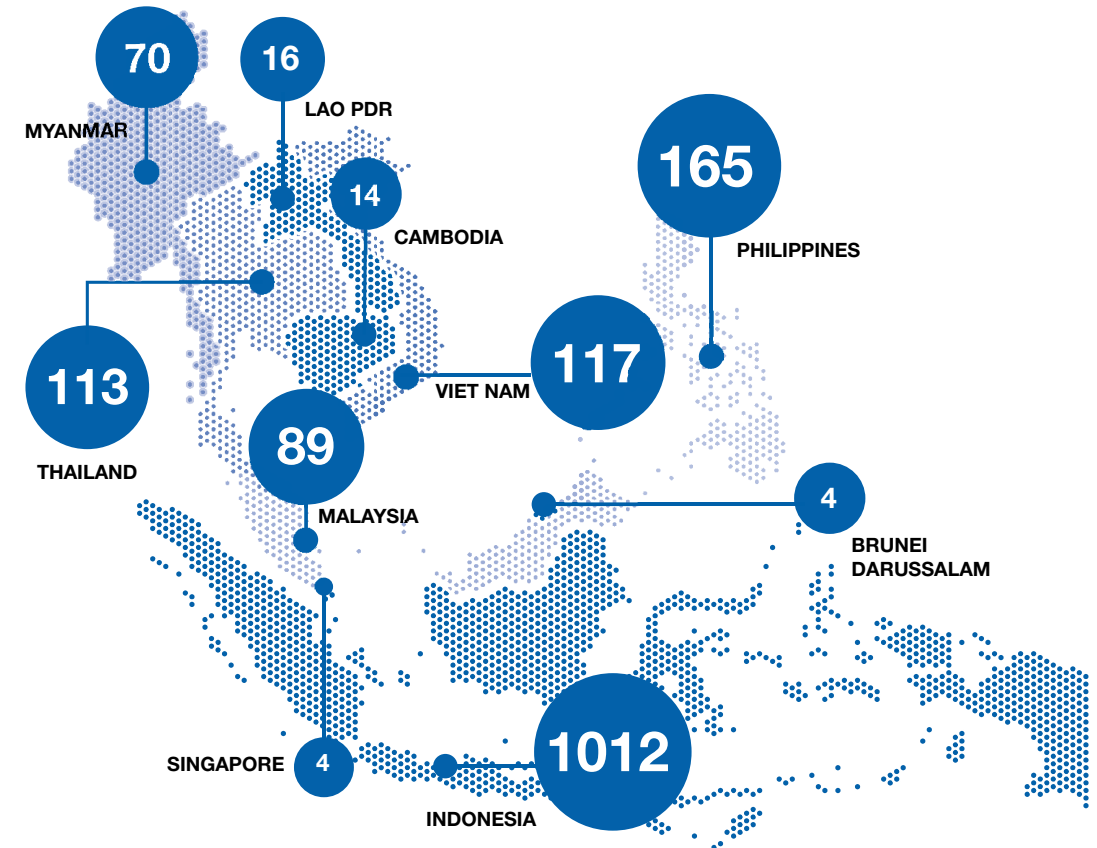 70
MYANMAR
16
LAO PDR
14
CAMBODIA
165
PHILIPPINES
113
THAILAND
117
VIET NAM
89
MALAYSIA
4
BRUNEI
DARUSSALAM
SINGAPORE
4
1012
INDONESIA